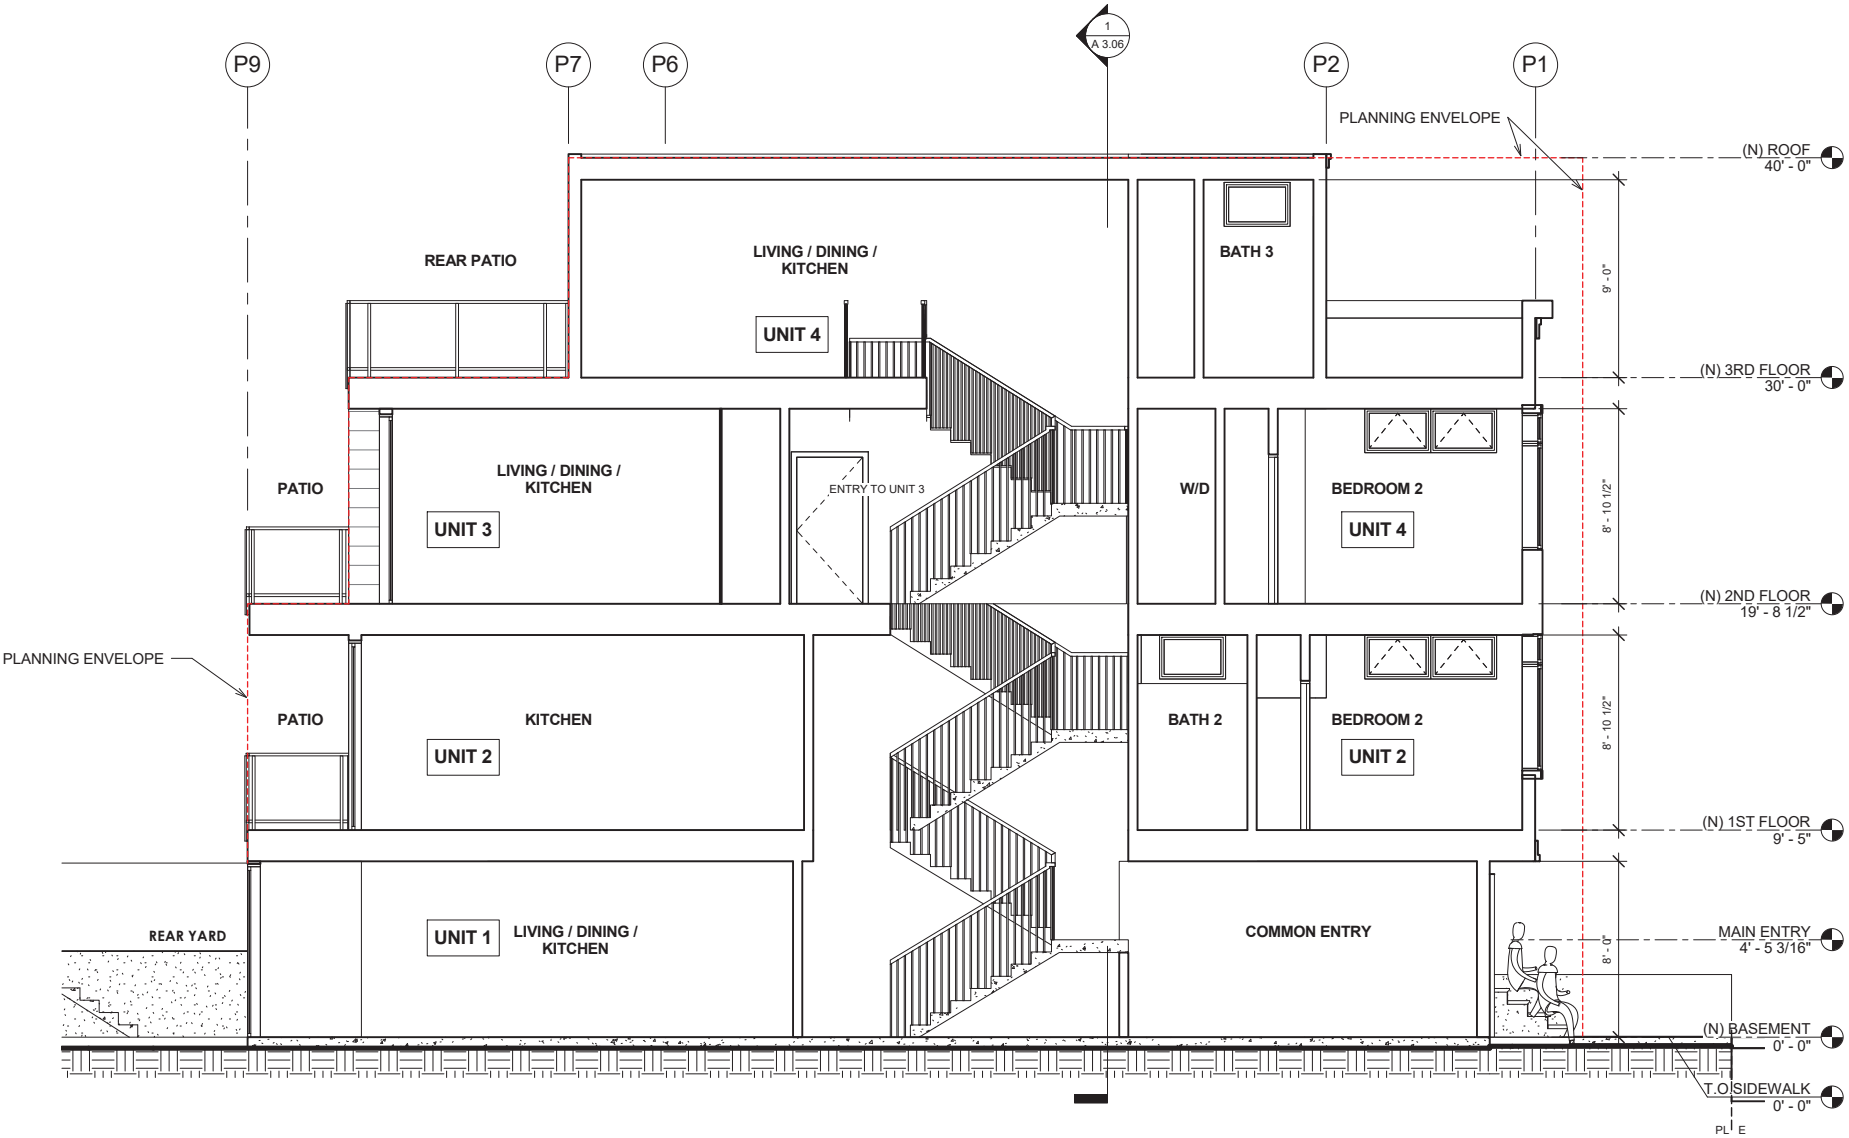 1
A 3.06
P9
P7
P6
P2
P1
PLANNING ENVELOPE
(N) ROOF
40' - 0"
REAR PATIO
LIVING / DINING /
KITCHEN
BATH 3
9' - 0"
UNIT 4
(N) 3RD FLOOR
30' - 0"
PATIO
LIVING / DINING /
KITCHEN
ENTRY TO UNIT 3
W/D
BEDROOM 2
8' - 10 1/2"
UNIT 3
UNIT 4
(N) 2ND FLOOR
19' - 8 1/2"
PLANNING ENVELOPE
PATIO
KITCHEN
BATH 2
BEDROOM 2
8' - 10 1/2"
UNIT 2
UNIT 2
(N) 1ST FLOOR
9' - 5"
REAR YARD
UNIT 1
LIVING / DINING /
KITCHEN
COMMON ENTRY
8' - 0"
MAIN ENTRY
4' - 5 3/16"
(N) BASEMENT
0' - 0"
T.O.SIDEWALK
0' - 0"
PL E